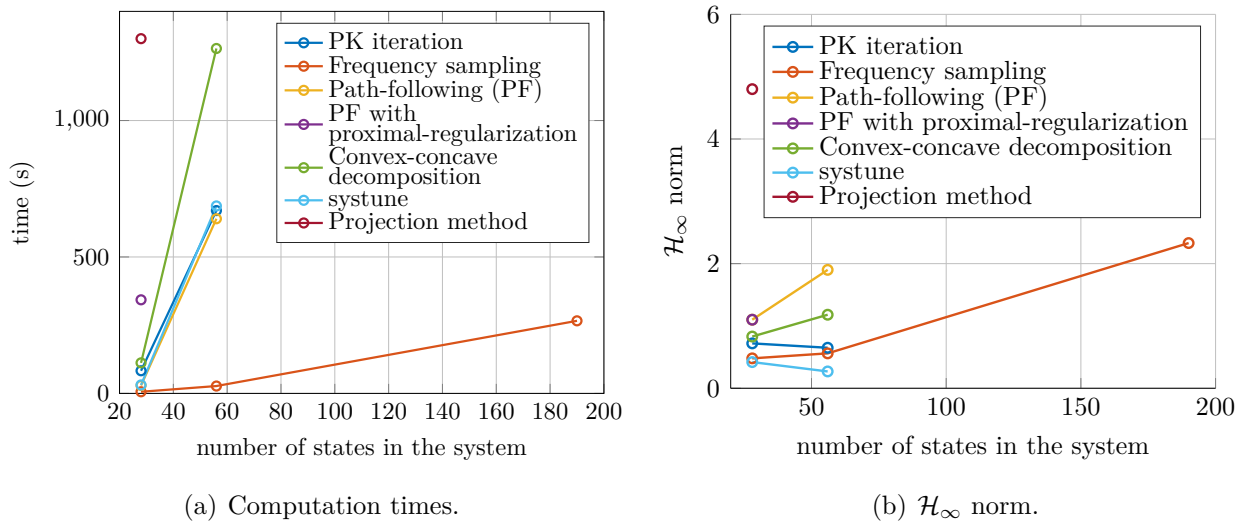 1,000
500
0
20 40 60 80 100 120 140 160 180 200
time (s)
number of states in the system
PK iteration
Frequency sampling
Path-following (PF)
PF with
proximal-regularization
Convex-concave
decomposition
systune
Projection method
(a) Computation times.
6
4
2
0
50 100 150 200
H∞ norm
number of states in the system
PK iteration
Frequency sampling
Path-following (PF)
PF with proximal-regularization
Convex-concave decomposition
systune
Projection method
(b) H∞ norm.